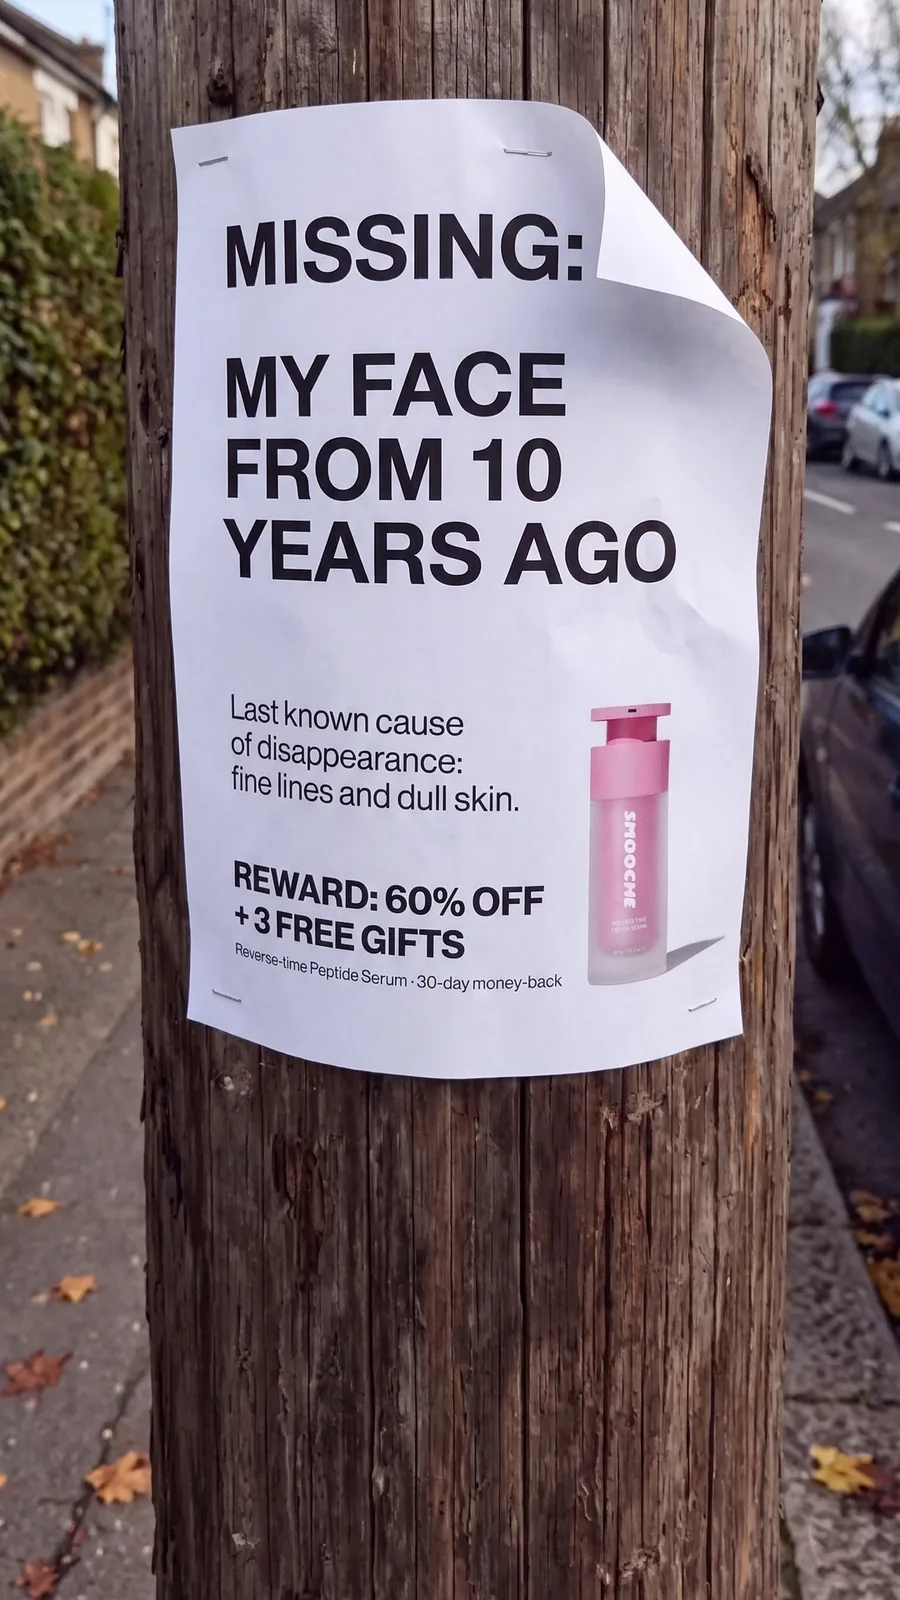 MISSING:
MY FACE
FROM 10
YEARS AGO
Last known cause
of disappearance:
fine lines and dull skin.
REWARD: 60% OFF
+ 3 FREE GIFTS
Reverse-time Peptide Serum · 30-day money-back
SMOOCHE